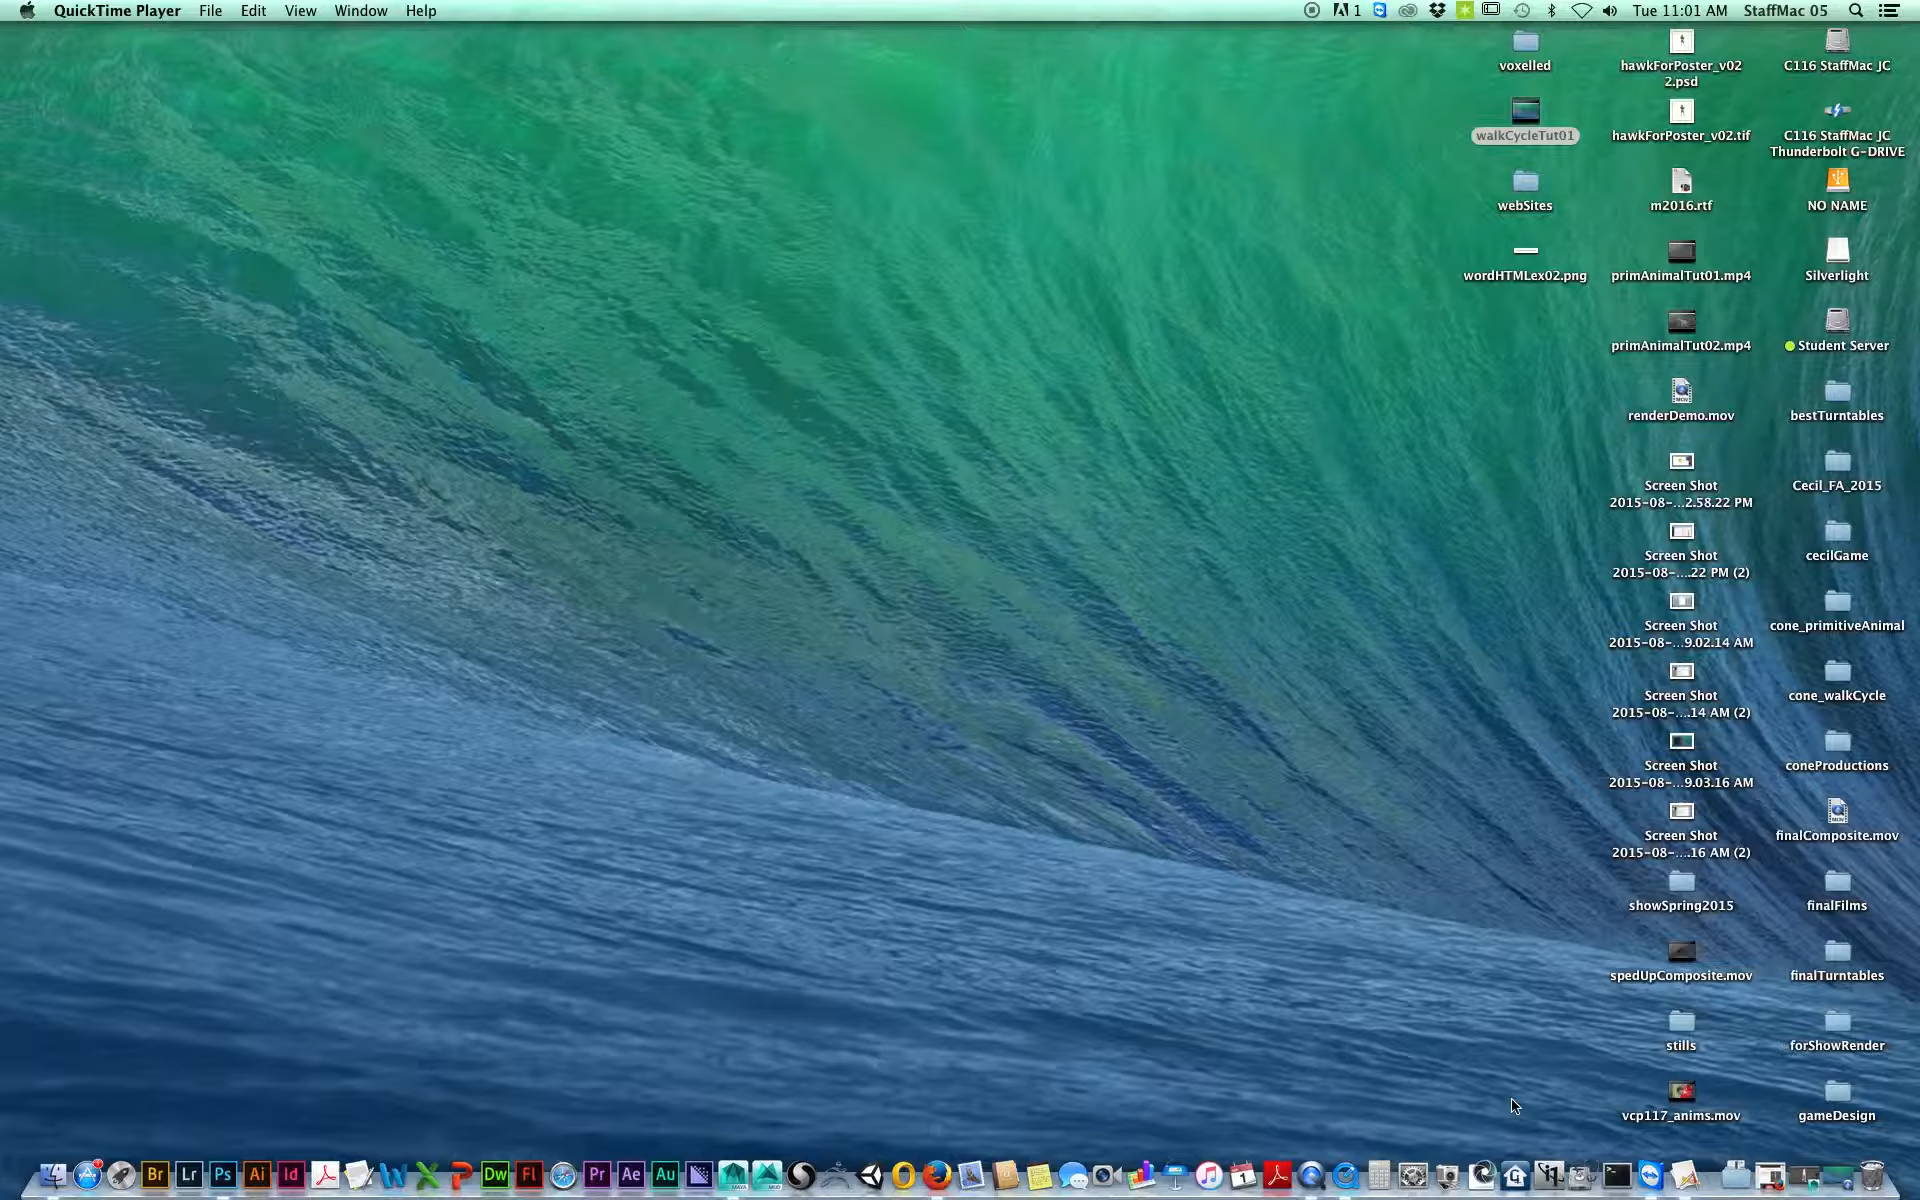 QuickTime Player File Edit View Window Help
1 Tue 11:01 AM StaffMac 05
voxelled
walkCycleTut01
webSites
wordHTMLex02.png
hawkForPoster_v02
2.psd
hawkForPoster_v02.tif
m2016.rtf
primAnimalTut01.mp4
primAnimalTut02.mp4
renderDemo.mov
Screen Shot
2015-08-...2.58.22 PM
Screen Shot
2015-08-....22 PM (2)
Screen Shot
2015-08-...9.02.14 AM
Screen Shot
2015-08-....14 AM (2)
Screen Shot
2015-08-...9.03.16 AM
Screen Shot
2015-08-....16 AM (2)
showSpring2015
spedUpComposite.mov
stills
vcp117_anims.mov
C116 StaffMac JC
C116 StaffMac JC
Thunderbolt G-DRIVE
NO NAME
Silverlight
Student Server
bestTurntables
Cecil_FA_2015
cecilGame
cone_primitiveAnimal
cone_walkCycle
coneProductions
finalComposite.mov
finalFilms
finalTurntables
forShowRender
gameDesign
Br Lr Ps Ai Id Dw Fl Pr Ae Au